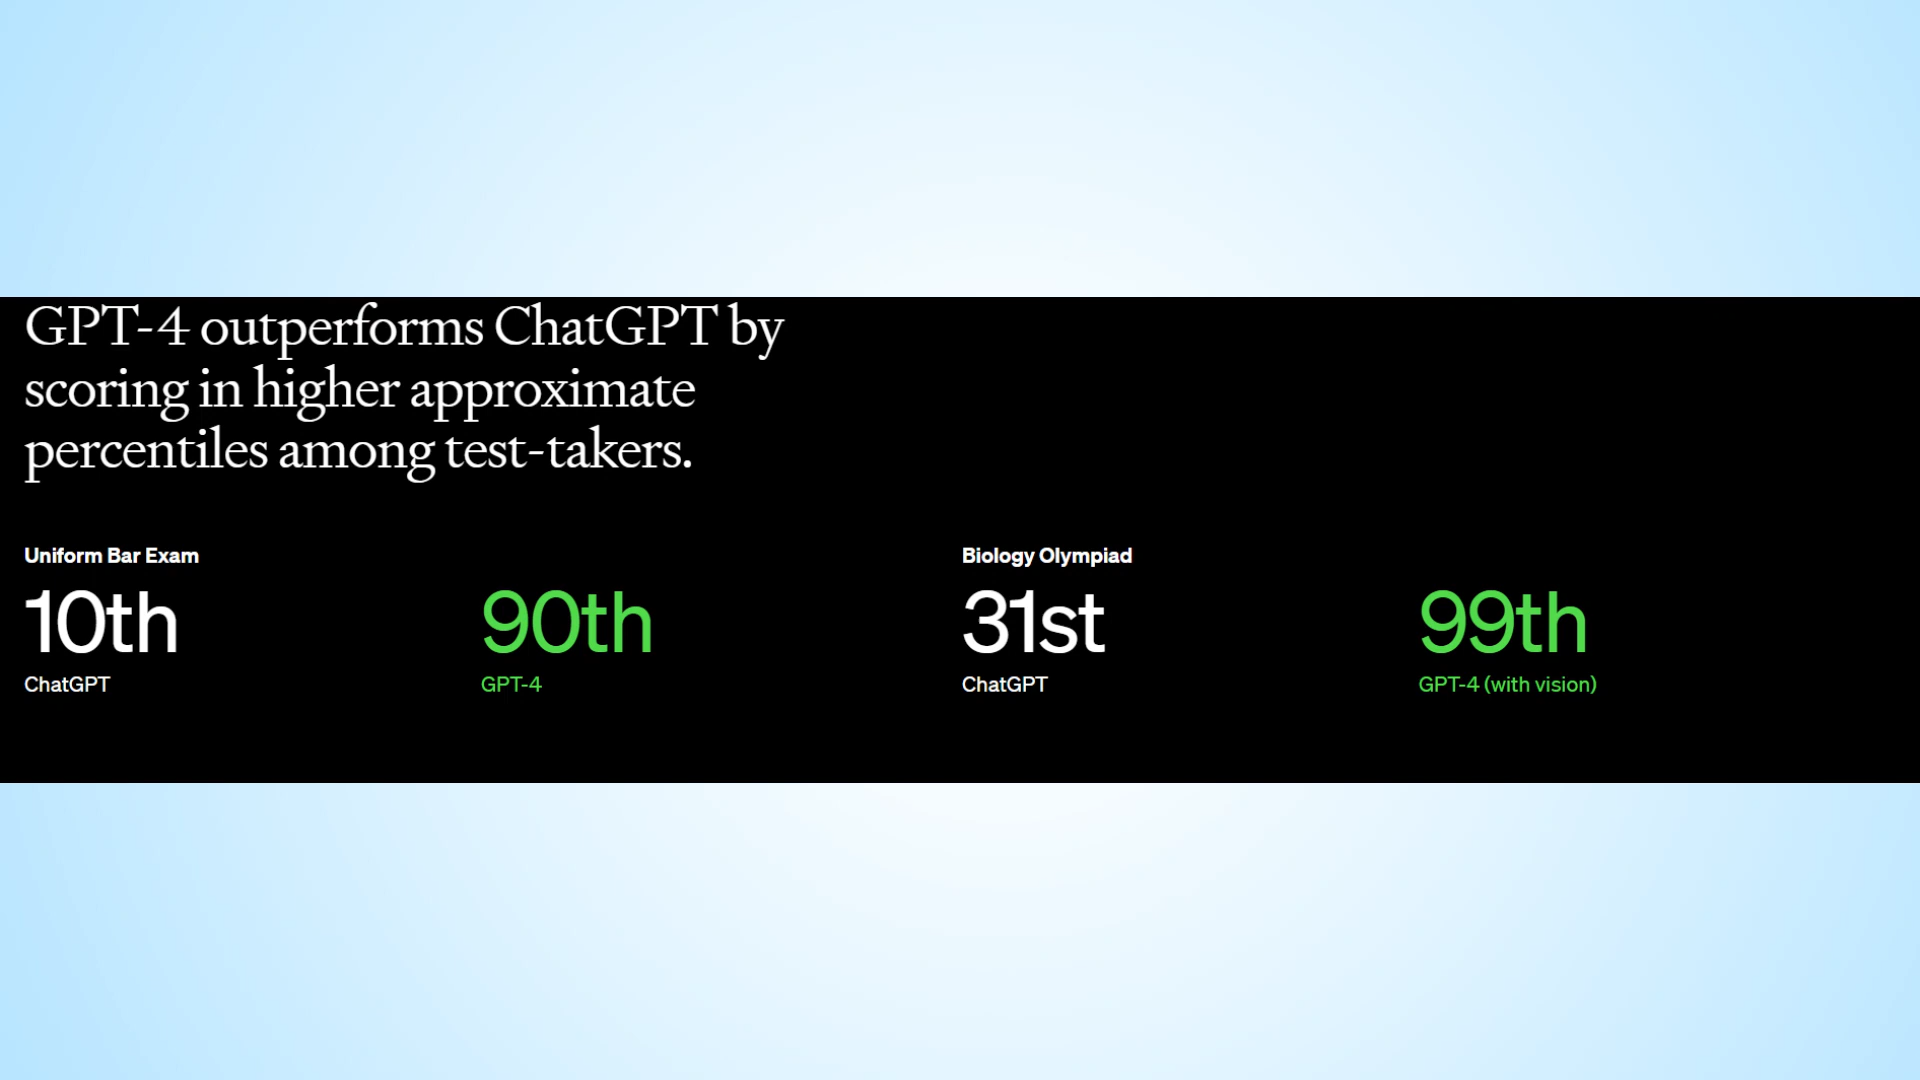 GPT-4 outperforms ChatGPT by
scoring in higher approximate
percentiles among test-takers.
Uniform Bar Exam
10th
ChatGPT
90th
GPT-4
Biology Olympiad
31st
ChatGPT
99th
GPT-4 (with vision)